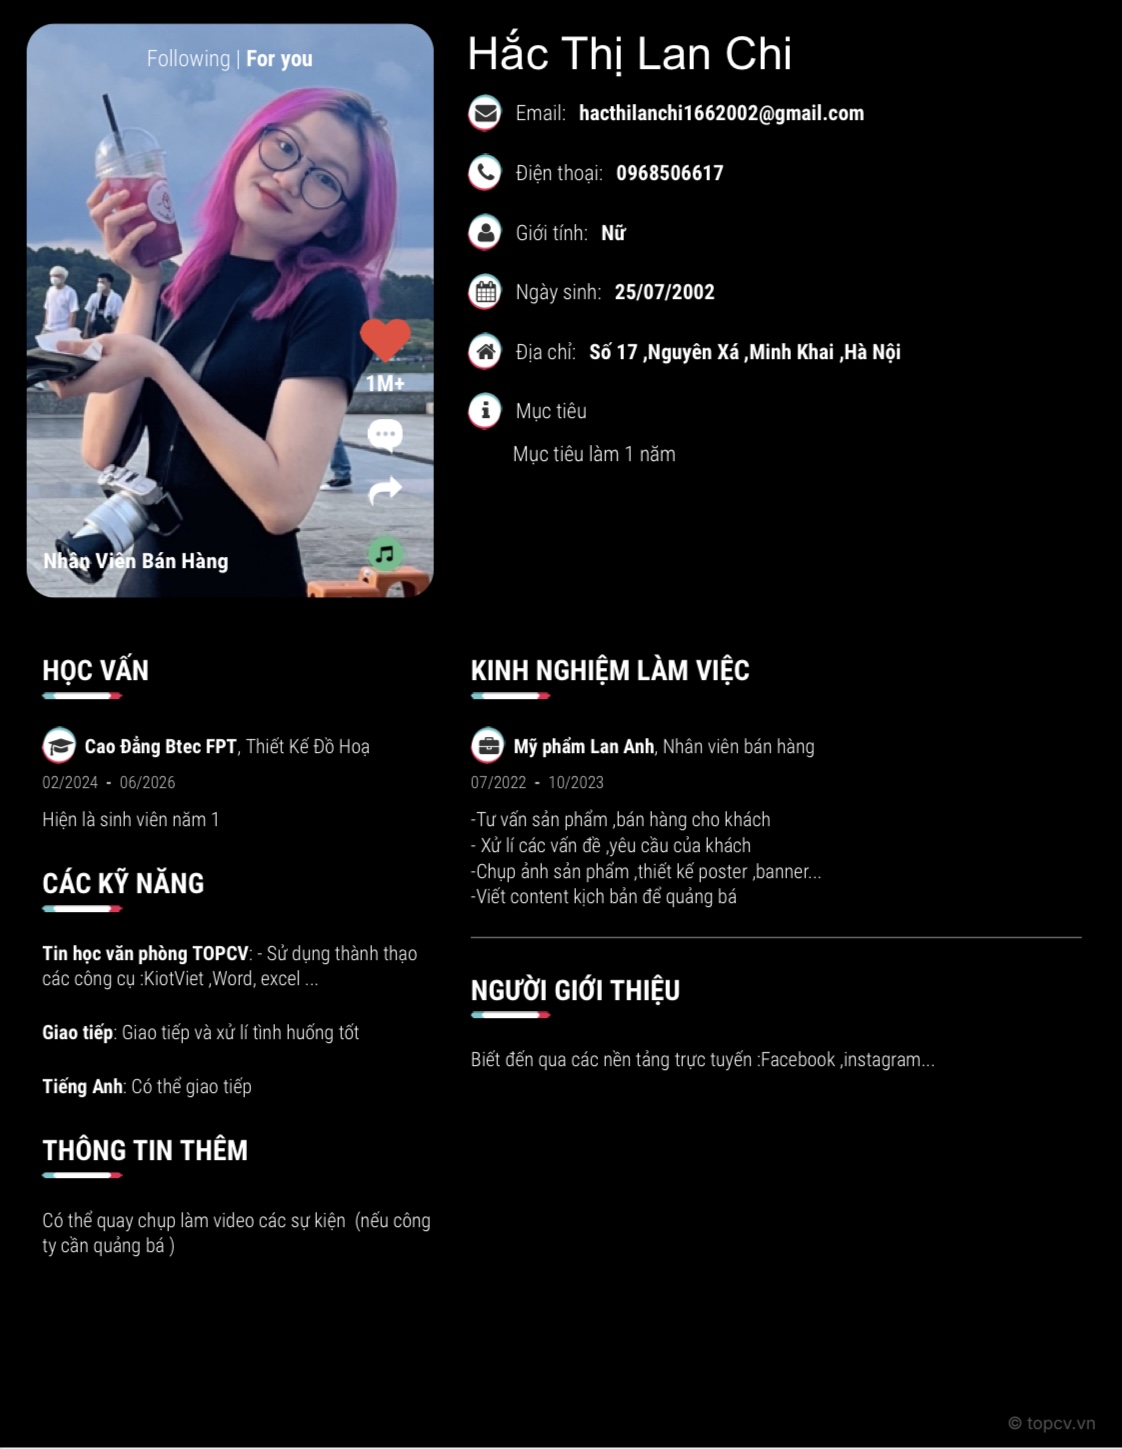 Following | For you
1M+
Nhân Viên Bán Hàng
Hắc Thị Lan Chi
Email: hacthilanchi1662002@gmail.com
Điện thoại: 0968506617
Giới tính: Nữ
Ngày sinh: 25/07/2002
Địa chỉ: Số 17 ,Nguyên Xá ,Minh Khai ,Hà Nội
Mục tiêu
Mục tiêu làm 1 năm
HỌC VẤN
Cao Đẳng Btec FPT, Thiết Kế Đồ Hoạ
02/2024 - 06/2026
Hiện là sinh viên năm 1
CÁC KỸ NĂNG
Tin học văn phòng TOPCV: - Sử dụng thành thạo
các công cụ :KiotViet ,Word, excel ...
Giao tiếp: Giao tiếp và xử lí tình huống tốt
Tiếng Anh: Có thể giao tiếp
THÔNG TIN THÊM
Có thể quay chụp làm video các sự kiện (nếu công
ty cần quảng bá )
KINH NGHIỆM LÀM VIỆC
Mỹ phẩm Lan Anh, Nhân viên bán hàng
07/2022 - 10/2023
-Tư vấn sản phẩm ,bán hàng cho khách
- Xử lí các vấn đề ,yêu cầu của khách
-Chụp ảnh sản phẩm ,thiết kế poster ,banner...
-Viết content kịch bản để quảng bá
NGƯỜI GIỚI THIỆU
Biết đến qua các nền tảng trực tuyến :Facebook ,instagram...
© topcv.vn